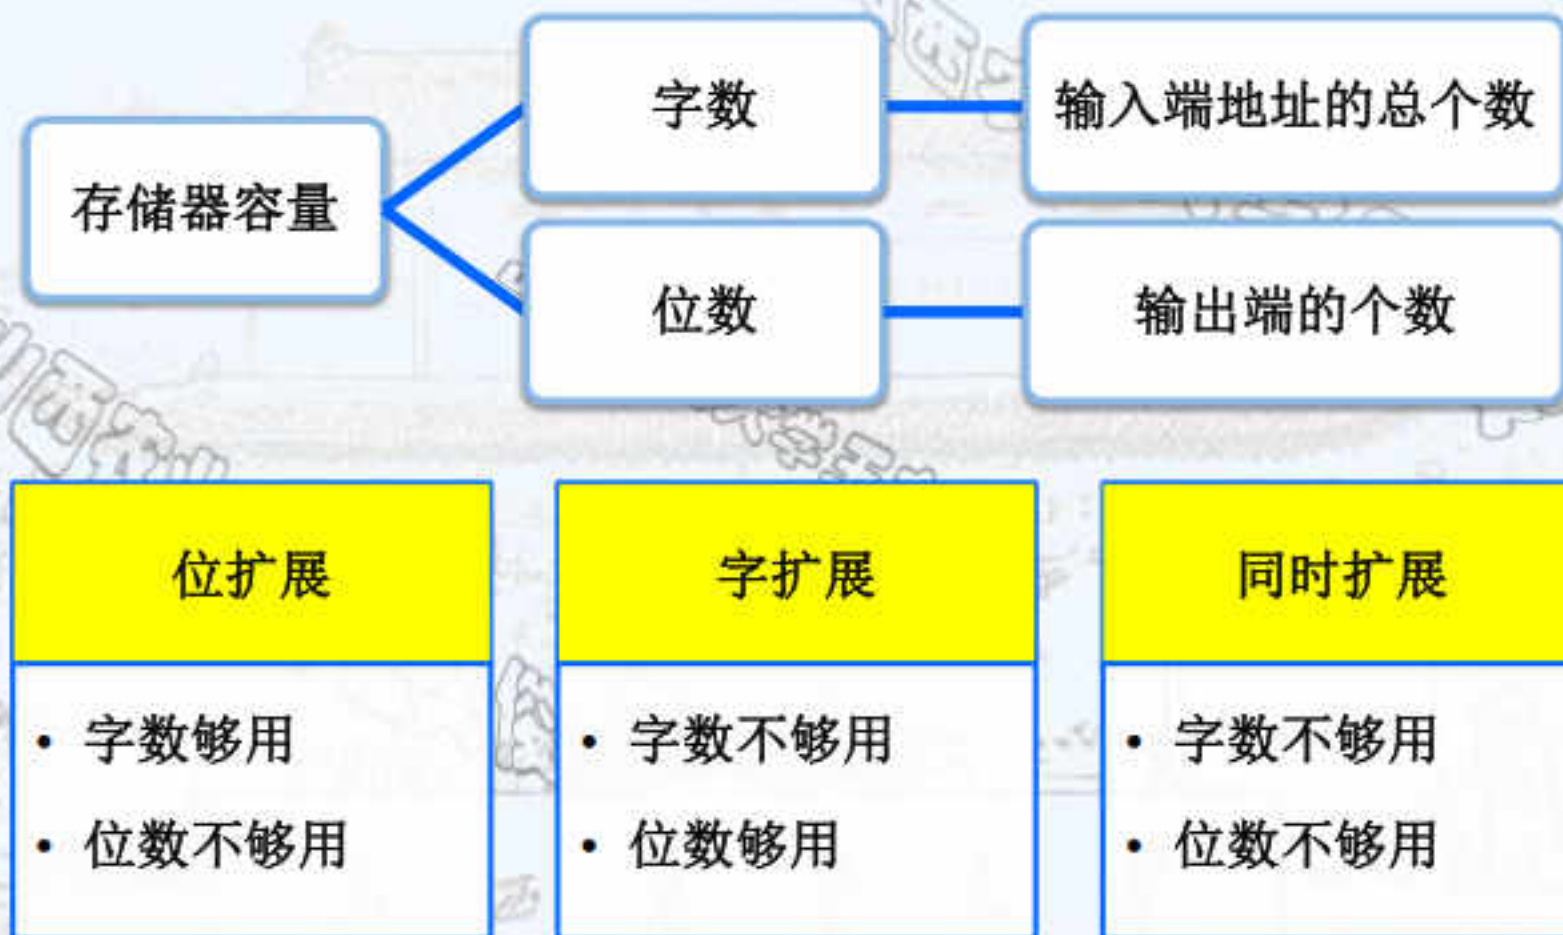 字数
输入端地址的总个数
存储器容量
位数
输出端的个数
位扩展
字扩展
同时扩展
• 字数够用
• 位数不够用
• 字数不够用
• 位数够用
• 字数不够用
• 位数不够用